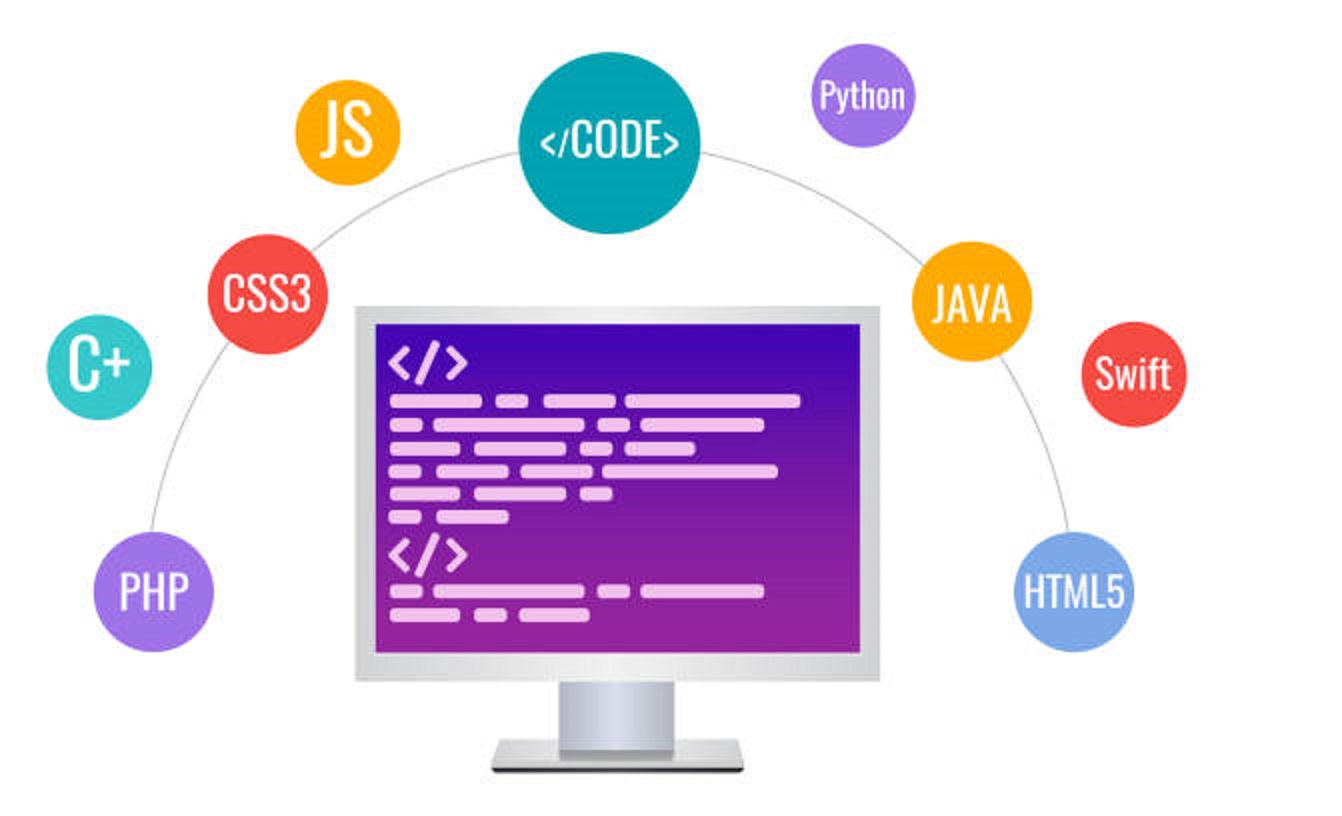 JS
</CODE>
Python
CSS3
JAVA
C+
Swift
</>
</>
PHP
HTML5